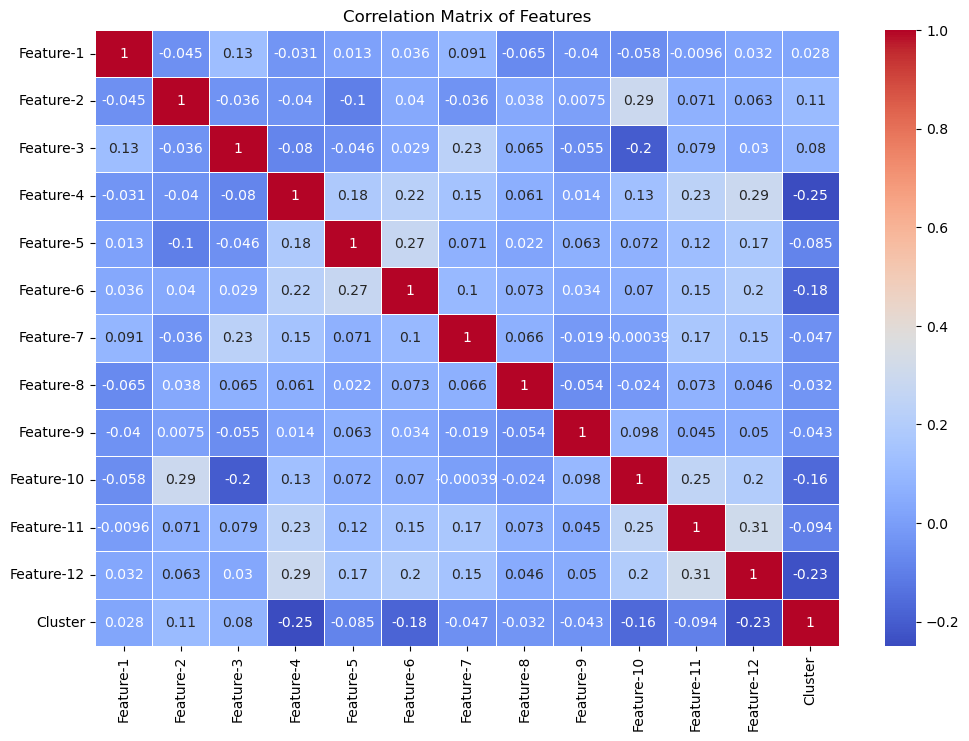 Correlation Matrix of Features
Feature-1 1 -0.045 0.13 -0.031 0.013 0.036 0.091 -0.065 -0.04 -0.058 -0.0096 0.032 0.028
Feature-2 -0.045 1 -0.036 -0.04 -0.1 0.04 -0.036 0.038 0.0075 0.29 0.071 0.063 0.11
Feature-3 0.13 -0.036 1 -0.08 -0.046 0.029 0.23 0.065 -0.055 -0.2 0.079 0.03 0.08
Feature-4 -0.031 -0.04 -0.08 1 0.18 0.22 0.15 0.061 0.014 0.13 0.23 0.29 -0.25
Feature-5 0.013 -0.1 -0.046 0.18 1 0.27 0.071 0.022 0.063 0.072 0.12 0.17 -0.085
Feature-6 0.036 0.04 0.029 0.22 0.27 1 0.1 0.073 0.034 0.07 0.15 0.2 -0.18
Feature-7 0.091 -0.036 0.23 0.15 0.071 0.1 1 0.066 -0.019 -0.00039 0.17 0.15 -0.047
Feature-8 -0.065 0.038 0.065 0.061 0.022 0.073 0.066 1 -0.054 -0.024 0.073 0.046 -0.032
Feature-9 -0.04 0.0075 -0.055 0.014 0.063 0.034 -0.019 -0.054 1 0.098 0.045 0.05 -0.043
Feature-10 -0.058 0.29 -0.2 0.13 0.072 0.07 -0.00039 -0.024 0.098 1 0.25 0.2 -0.16
Feature-11 -0.0096 0.071 0.079 0.23 0.12 0.15 0.17 0.073 0.045 0.25 1 0.31 -0.094
Feature-12 0.032 0.063 0.03 0.29 0.17 0.2 0.15 0.046 0.05 0.2 0.31 1 -0.23
Cluster 0.028 0.11 0.08 -0.25 -0.085 -0.18 -0.047 -0.032 -0.043 -0.16 -0.094 -0.23 1
Feature-1 Feature-2 Feature-3 Feature-4 Feature-5 Feature-6 Feature-7 Feature-8 Feature-9 Feature-10 Feature-11 Feature-12 Cluster
1.0
0.8
0.6
0.4
0.2
0.0
−0.2